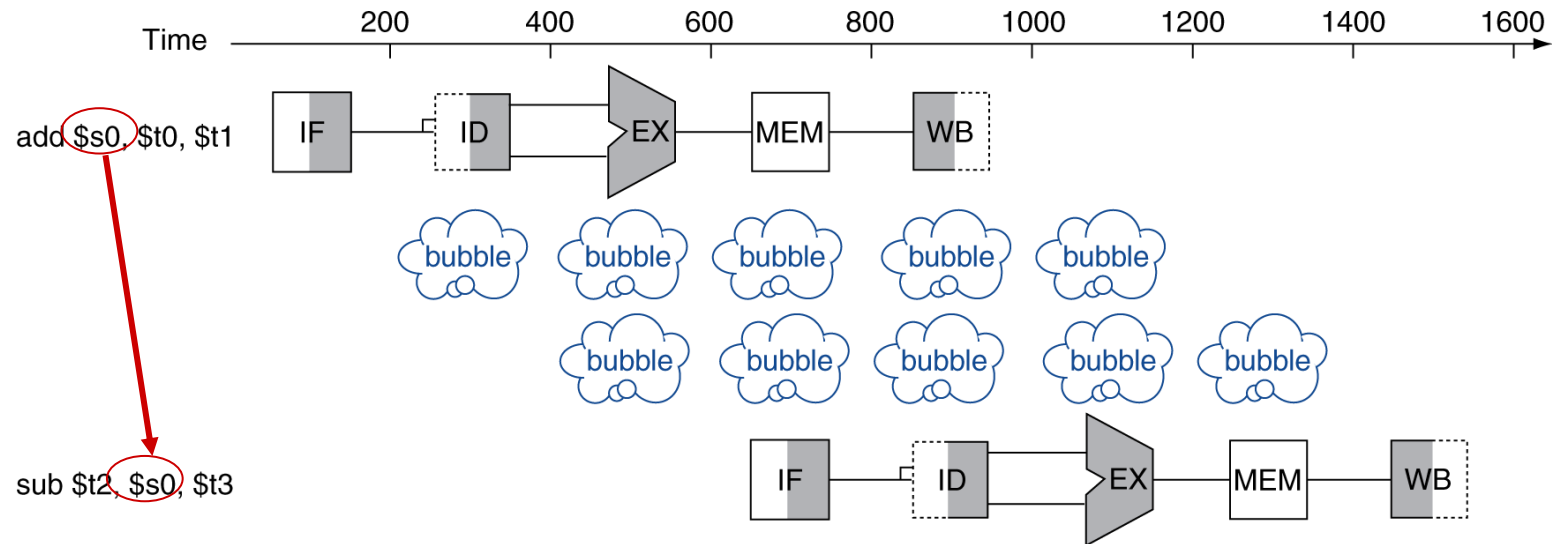 200 400 600 800 1000 1200 1400 1600
Time
add $s0, $t0, $t1 IF ID EX MEM WB
bubble bubble bubble bubble bubble
bubble bubble bubble bubble bubble
sub $t2, $s0, $t3 IF ID EX MEM WB